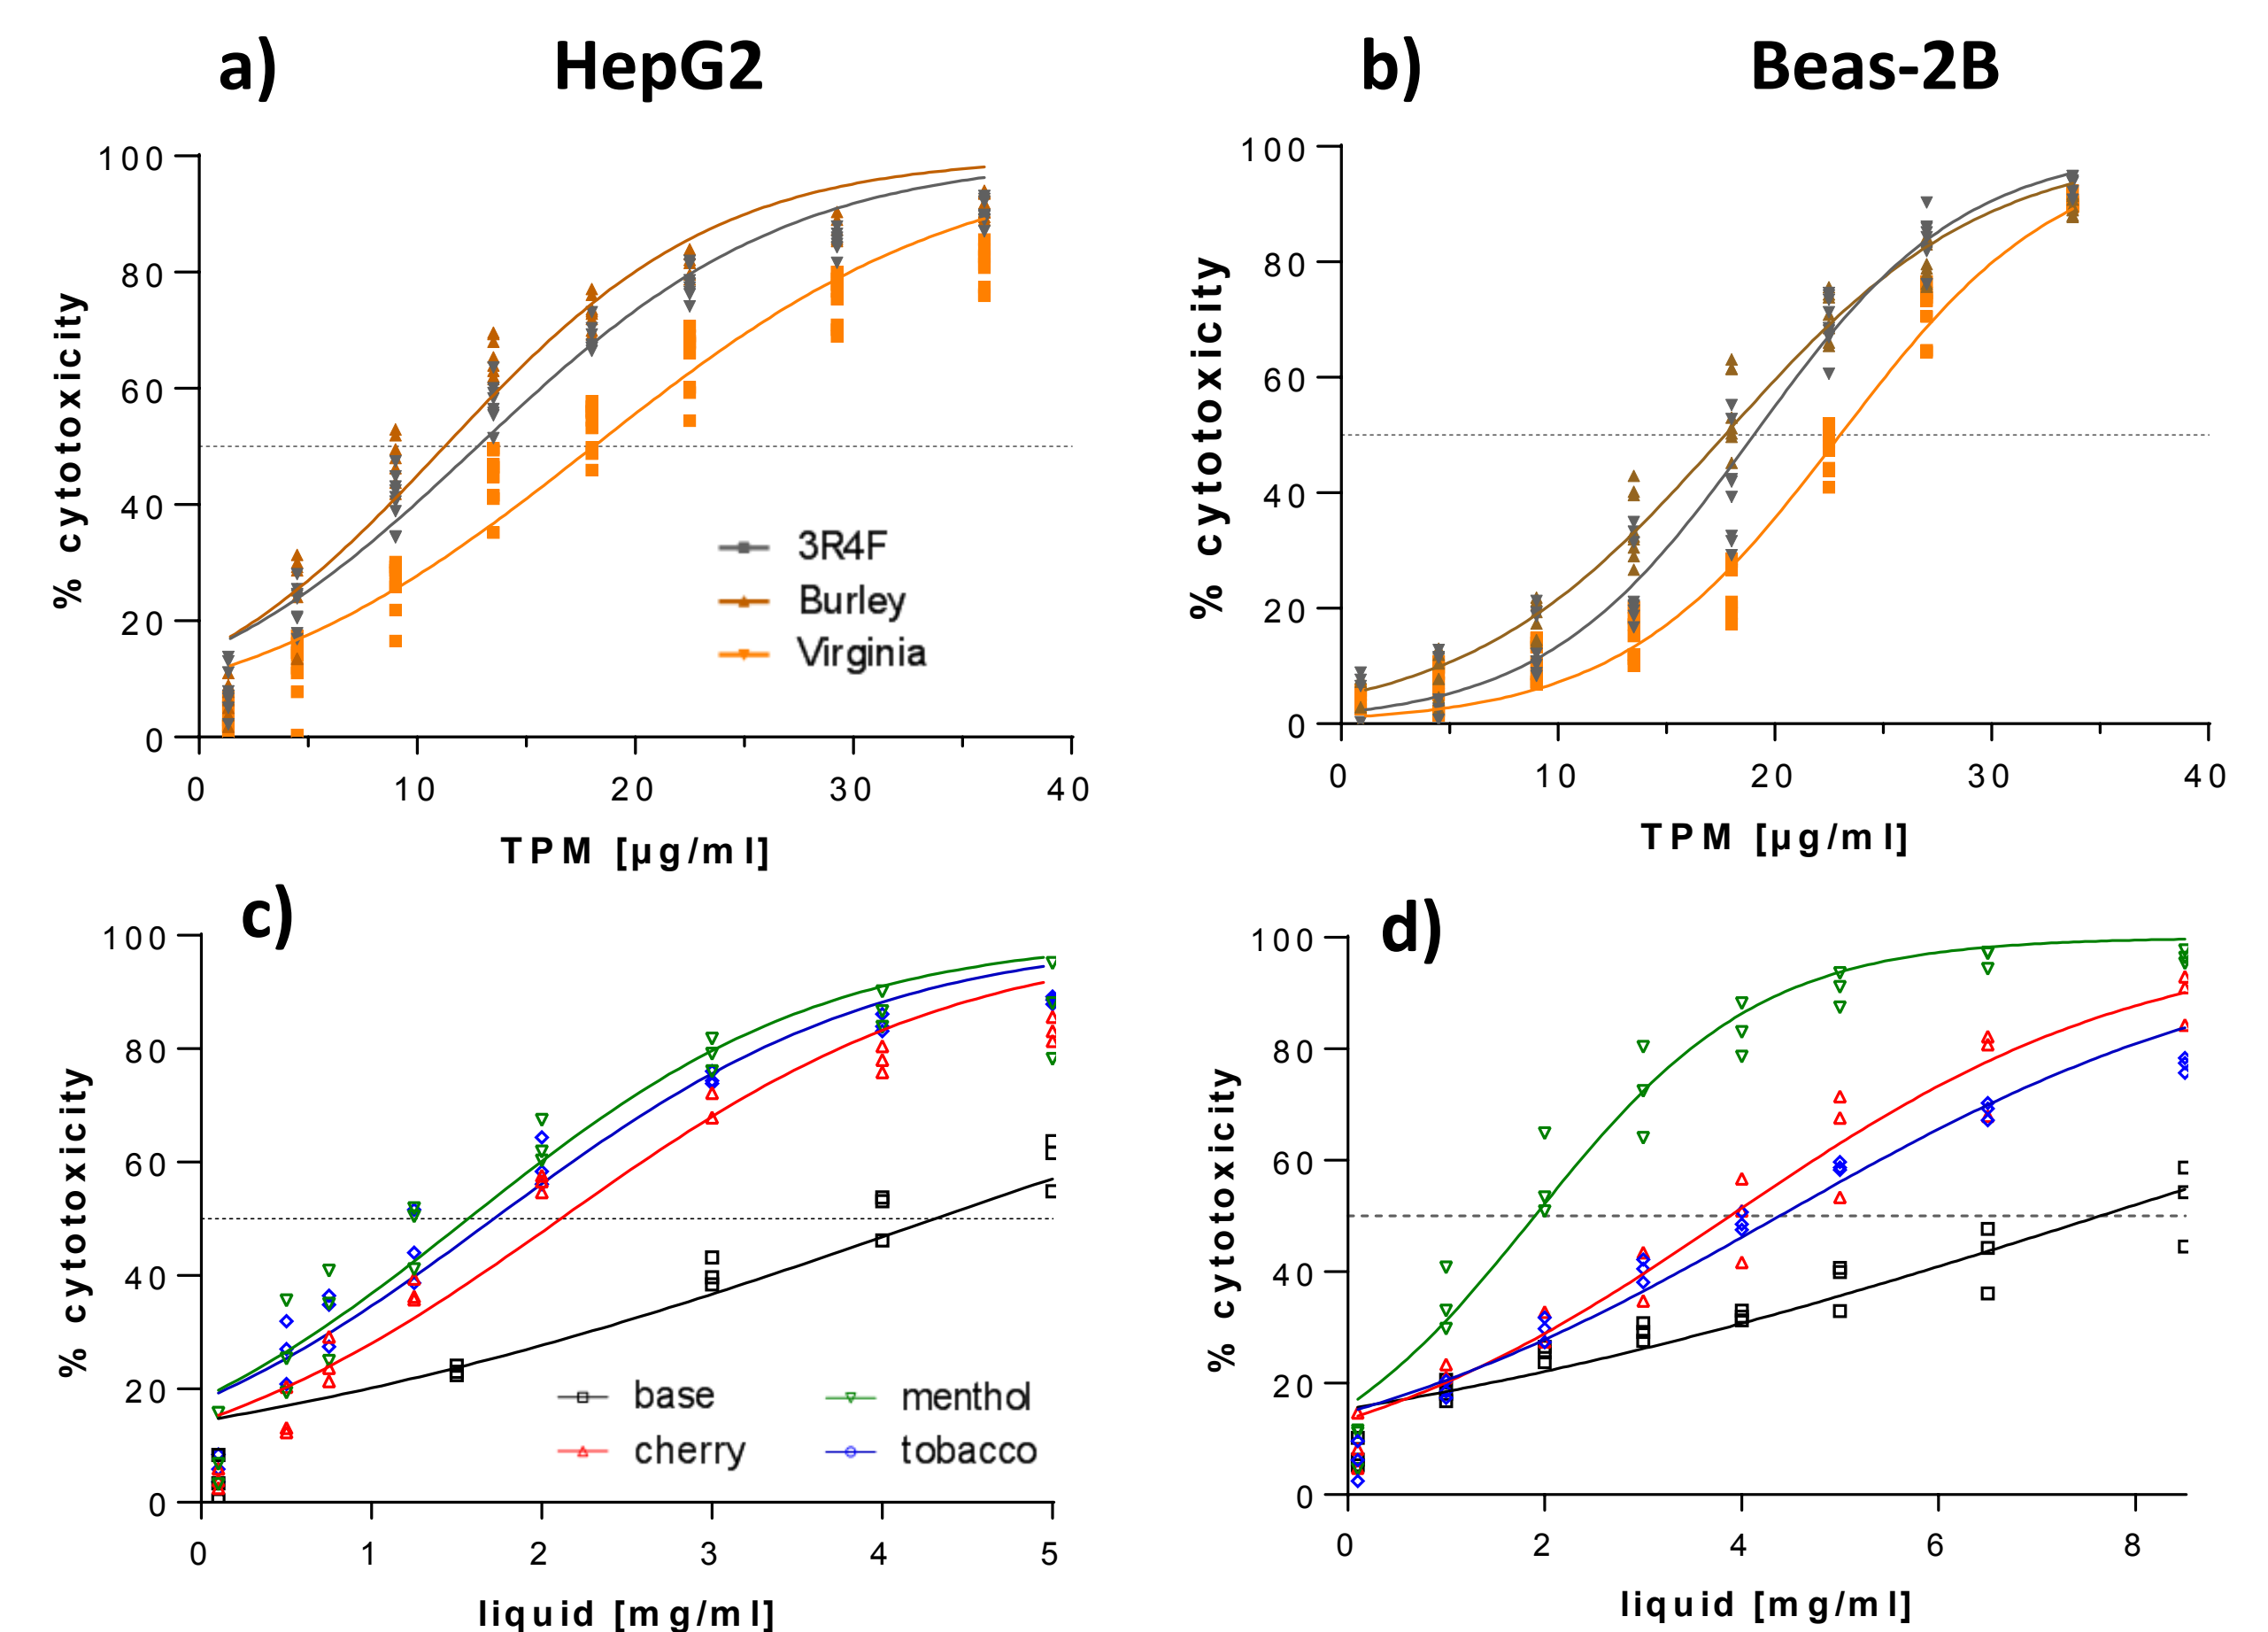 a) HepG2
b) Beas-2B
% cytotoxicity
100
80
60
40
20
0
0 10 20 30 40
TPM [µg/ml]
3R4F
Burley
Virginia
% cytotoxicity
100
80
60
40
20
0
0 10 20 30 40
TPM [µg/ml]
c)
% cytotoxicity
100
80
60
40
20
0
0 1 2 3 4 5
liquid [mg/ml]
base menthol
cherry tobacco
d)
% cytotoxicity
100
80
60
40
20
0
0 2 4 6 8
liquid [mg/ml]